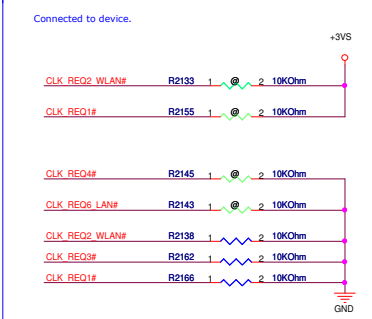 Connected to device.
+3VS
CLK_REQ2_WLAN# R2133 1 @ 2 10KOhm
CLK_REQ1# R2155 1 @ 2 10KOhm
CLK_REQ4# R2145 1 @ 2 10KOhm
CLK_REQ6_LAN# R2143 1 @ 2 10KOhm
CLK_REQ2_WLAN# R2138 1 2 10KOhm
CLK_REQ3# R2162 1 2 10KOhm
CLK_REQ1# R2166 1 2 10KOhm
GND